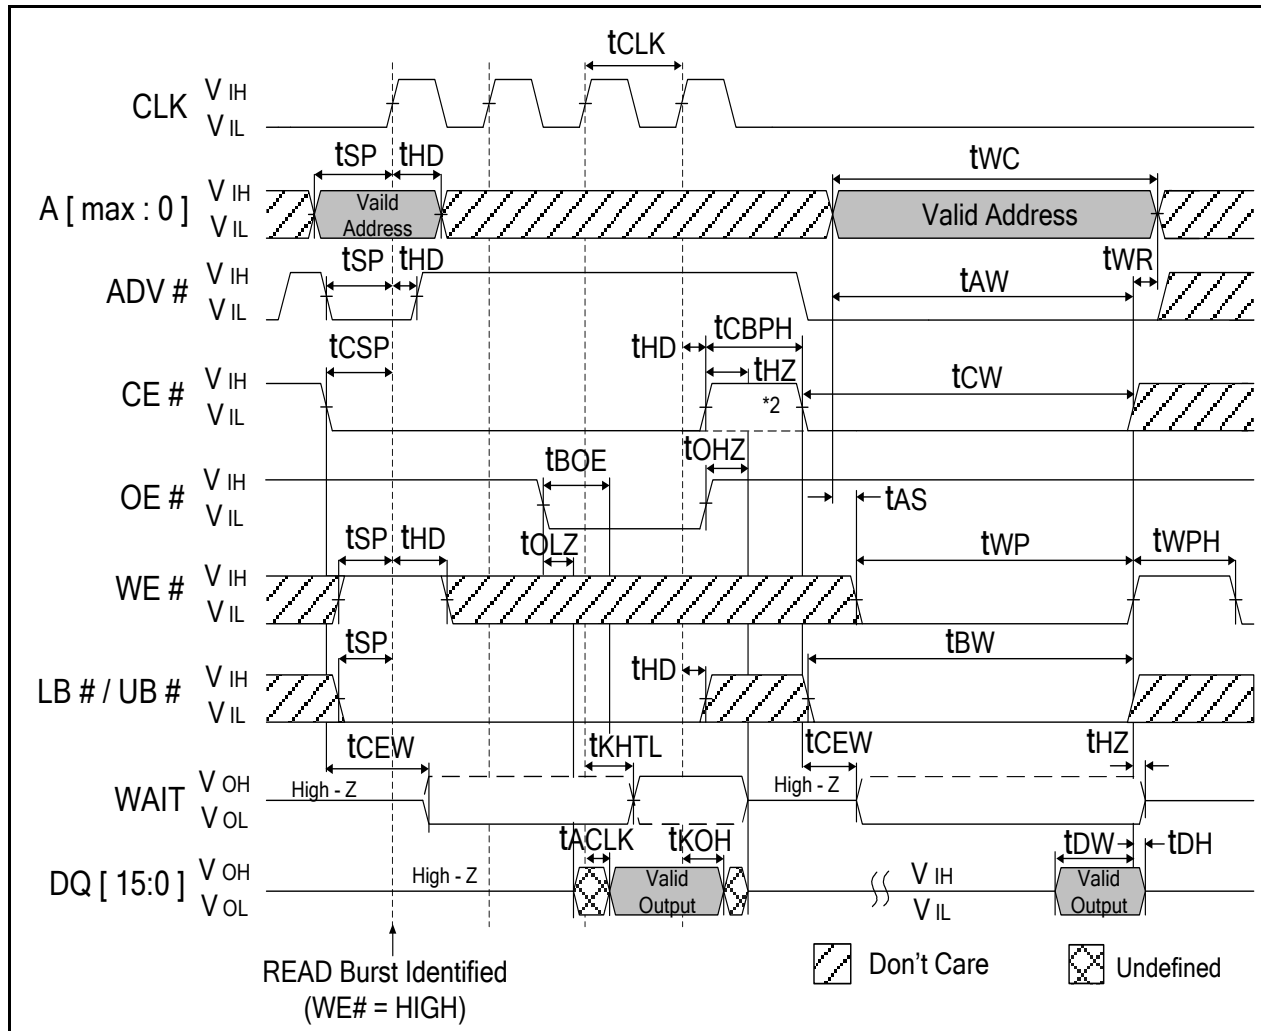 tCLK
CLK
V IH
V IL
tSP
tHD
tWC
A [ max : 0 ]
V IH
V IL
Vaild
Address
Valid Address
tSP
tHD
tWR
ADV #
V IH
V IL
tAW
tCSP
tHD
tCBPH
CE #
V IH
V IL
tHZ
*2
tCW
tBOE
tOHZ
OE #
V IH
V IL
tAS
tSP
tHD
tOLZ
tWP
tWPH
WE #
V IH
V IL
tSP
tHD
tBW
LB # / UB #
V IH
V IL
tCEW
tKHTL
tCEW
tHZ
WAIT
V OH
V OL
High - Z
High - Z
tACLK
tKOH
tDW
tDH
DQ [ 15:0 ]
V OH
V OL
High - Z
Valid
Output
V IH
V IL
Valid
Output
READ Burst Identified
(WE# = HIGH)
Don't Care
Undefined